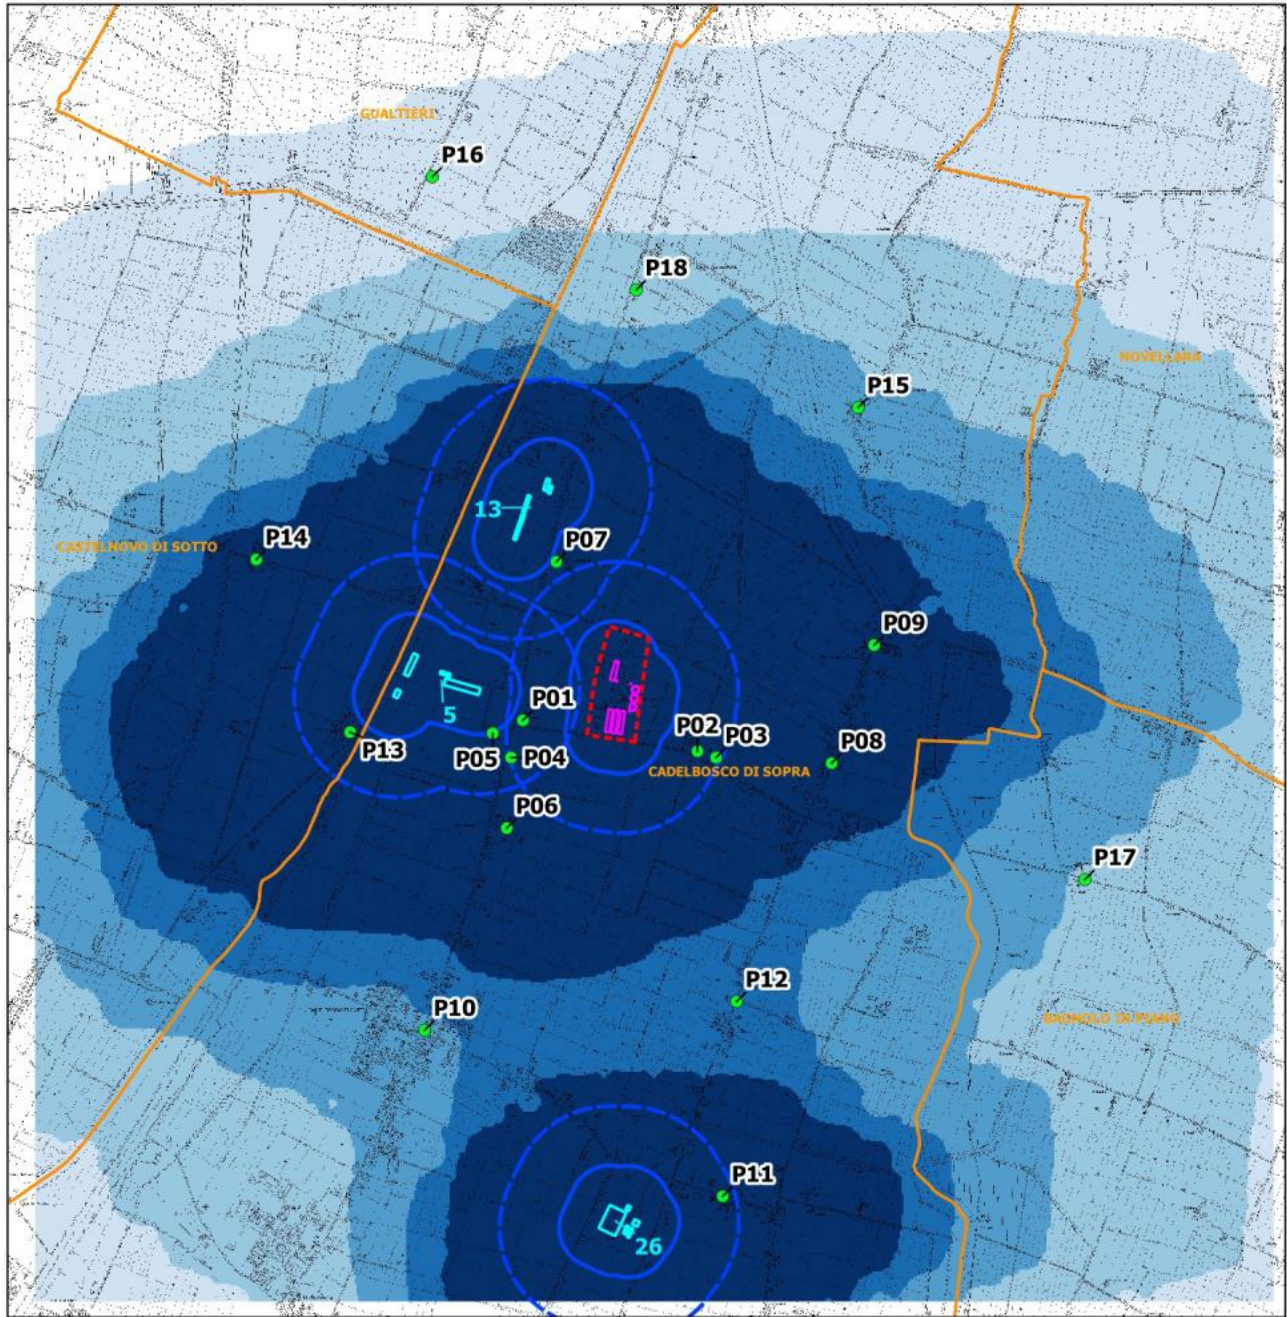 GUALTIERI
P16
P18
NOVELLARA
P15
13
P14
CASTELNOVO DI SOTTO
P07
P09
P01
5
P02
P03
P08
P13
P05
P04
CADELBOSCO DI SOPRA
P06
P17
P12
BAGNOLO IN PIANO
P10
P11
26